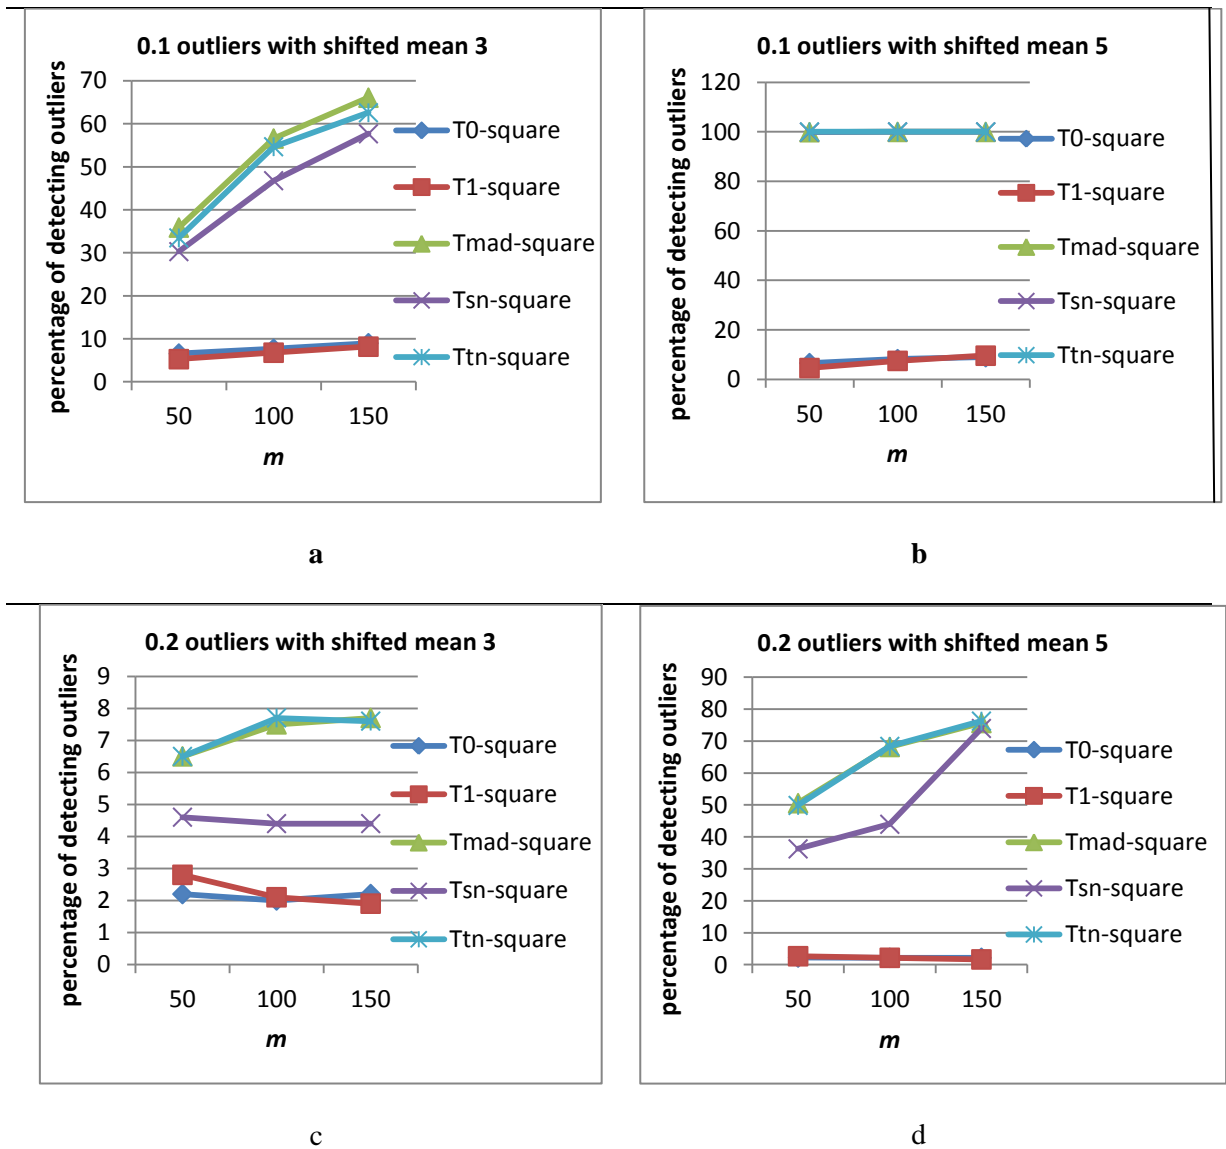 0.1 outliers with shifted mean 3
percentage of detecting outliers
70
60
50
40
30
20
10
0
50 100 150
m
T0-square
T1-square
Tmad-square
Tsn-square
Ttn-square
a
0.1 outliers with shifted mean 5
percentage of detecting outliers
120
100
80
60
40
20
0
50 100 150
m
T0-square
T1-square
Tmad-square
Tsn-square
Ttn-square
b
0.2 outliers with shifted mean 3
percentage of detecting outliers
9
8
7
6
5
4
3
2
1
0
50 100 150
m
T0-square
T1-square
Tmad-square
Tsn-square
Ttn-square
c
0.2 outliers with shifted mean 5
percentage of detecting outliers
90
80
70
60
50
40
30
20
10
0
50 100 150
m
T0-square
T1-square
Tmad-square
Tsn-square
Ttn-square
d